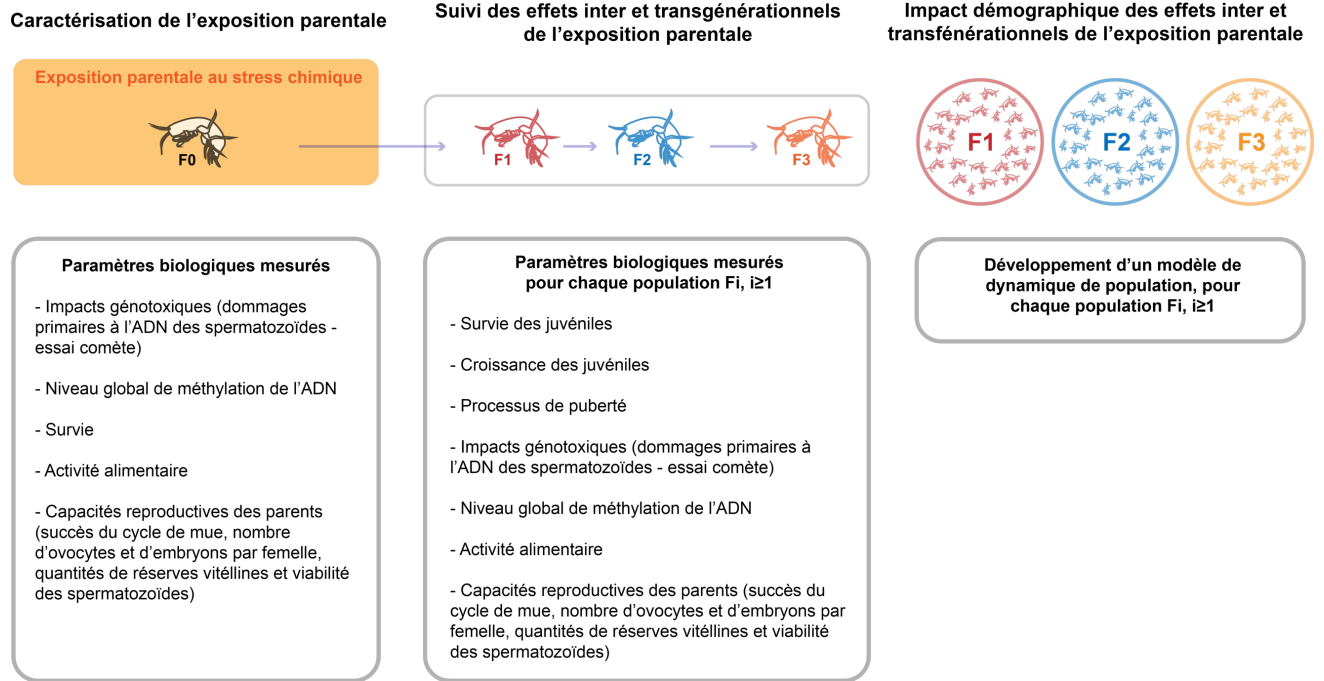 Caractérisation de l'exposition parentale
Exposition parentale au stress chimique
F0
Paramètres biologiques mesurés
- Impacts génotoxiques (dommages
primaires à l'ADN des spermatozoïdes -
essai comète)
- Niveau global de méthylation de l'ADN
- Survie
- Activité alimentaire
- Capacités reproductives des parents
(succès du cycle de mue, nombre
d'ovocytes et d'embryons par femelle,
quantités de réserves vitéllines et viabilité
des spermatozoïdes)
Suivi des effets inter et transgénérationnels
de l'exposition parentale
F1
F2
F3
Paramètres biologiques mesurés
pour chaque population Fi, i≥1
- Survie des juvéniles
- Croissance des juvéniles
- Processus de puberté
- Impacts génotoxiques (dommages primaires à
l'ADN des spermatozoïdes - essai comète)
- Niveau global de méthylation de l'ADN
- Activité alimentaire
- Capacités reproductives des parents (succès du
cycle de mue, nombre d'ovocytes et d'embryons par
femelle, quantités de réserves vitéllines et viabilité
des spermatozoïdes)
Impact démographique des effets inter et
transfénérationnels de l'exposition parentale
F1
F2
F3
Développement d'un modèle de
dynamique de population, pour
chaque population Fi, i≥1